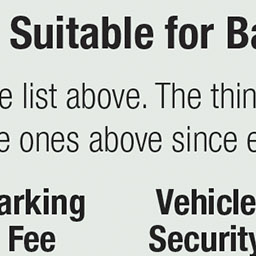 Suitable for Ba
e list above. The thin
e ones above since e
arking Vehicle
Fee Security